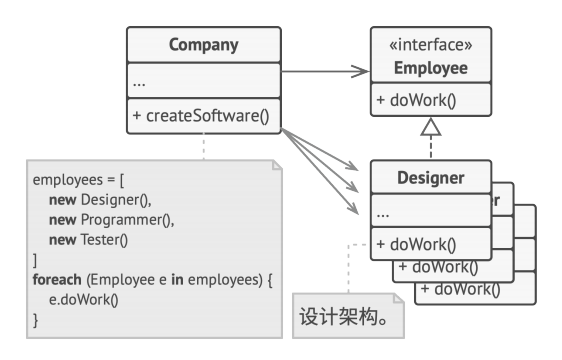 Company
...
+ createSoftware()
«interface»
Employee
+ doWork()
employees = [
new Designer(),
new Programmer(),
new Tester()
]
foreach (Employee e in employees) {
e.doWork()
}
Designer
...
+ doWork()
+ doWork()
+ doWork()
设计架构。